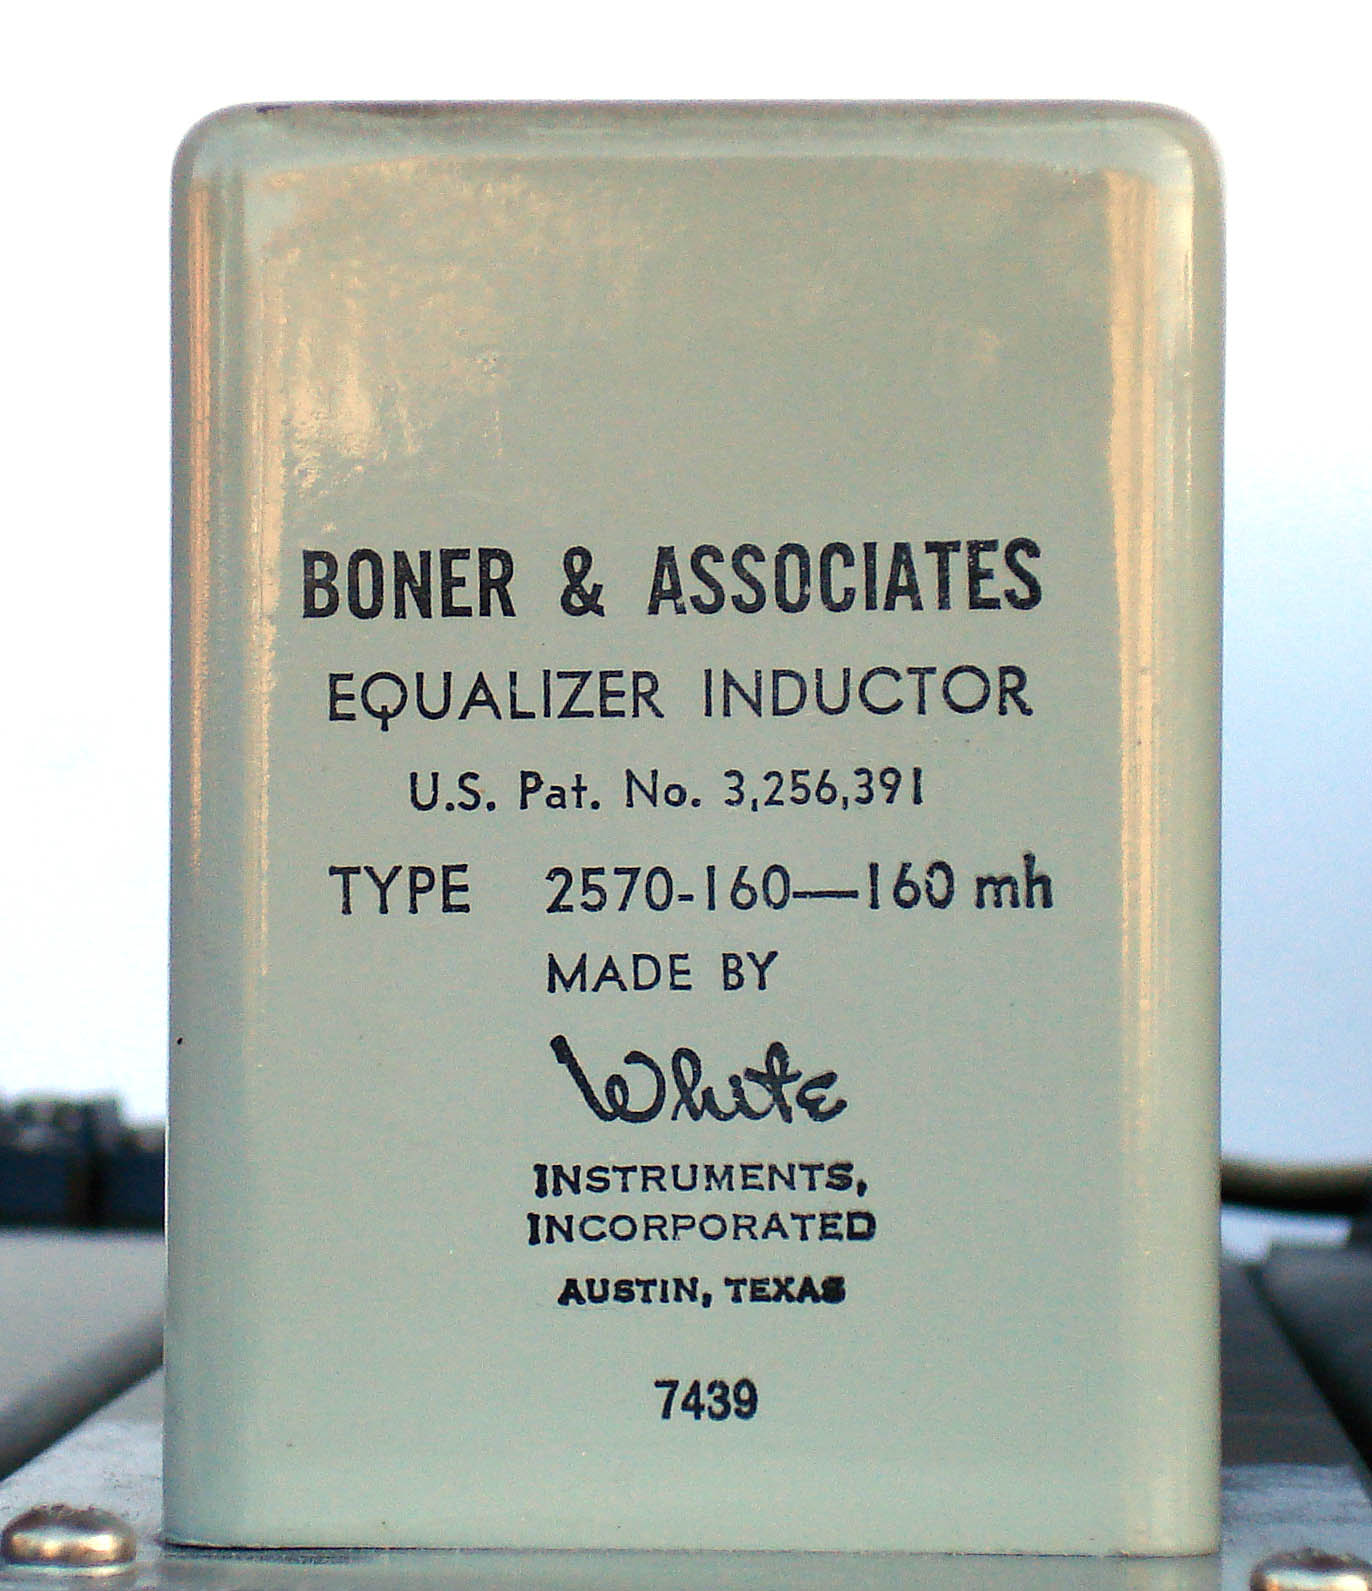 BONER & ASSOCIATES
EQUALIZER INDUCTOR
U.S. Pat. No. 3,256,391
TYPE 2570-160—160 mh
MADE BY
White
INSTRUMENTS,
INCORPORATED
AUSTIN, TEXAS
7439